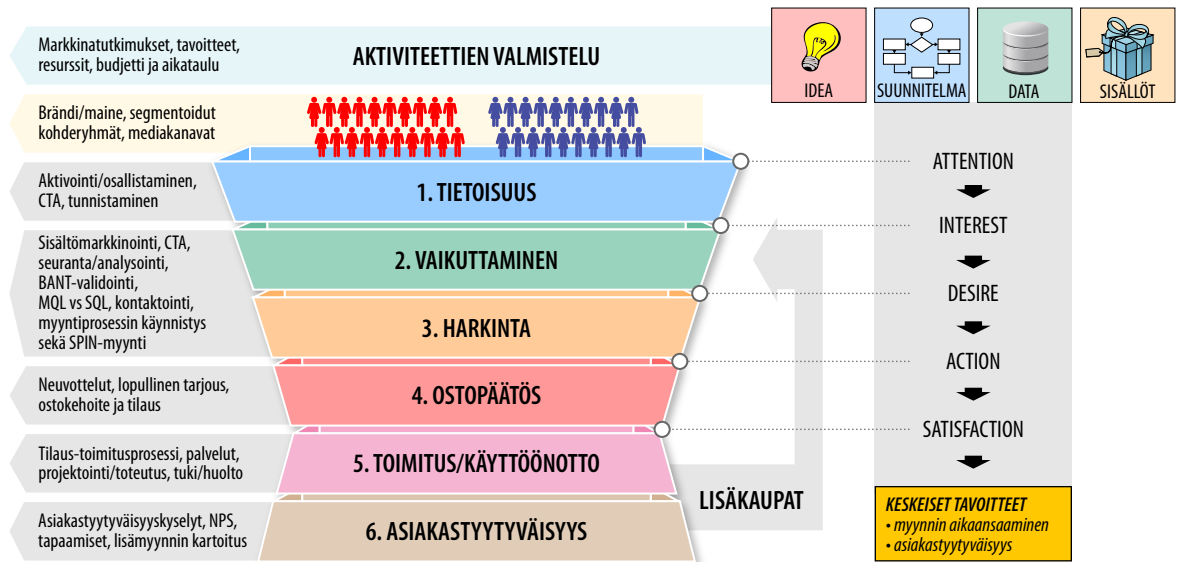 Markkinatutkimukset, tavoitteet,
resurssit, budjetti ja aikataulu
AKTIVITEETTIEN VALMISTELU
IDEA
SUUNNITELMA
DATA
SISÄLLÖT
Brändi/maine, segmentoidut
kohderyhmät, mediakanavat
Aktivointi/osallistaminen,
CTA, tunnistaminen
1. TIETOISUUS
ATTENTION
Sisältömarkkinointi, CTA,
seuranta/analysointi,
BANT-validointi,
MQL vs SQL, kontaktointi,
myyntiprosessin käynnistys
sekä SPIN-myynti
2. VAIKUTTAMINEN
INTEREST
3. HARKINTA
DESIRE
Neuvottelut, lopullinen tarjous,
ostokehoite ja tilaus
4. OSTOPÄÄTÖS
ACTION
Tilaus-toimitusprosessi, palvelut,
projektointi/toteutus, tuki/huolto
5. TOIMITUS/KÄYTTÖÖNOTTO
SATISFACTION
Asiakastyytyväisyyskyselyt, NPS,
tapaamiset, lisämyynnin kartoitus
6. ASIAKASTYYTYVÄISYYS
LISÄKAUPAT
KESKEISET TAVOITTEET
• myynnin aikaansaaminen
• asiakastyytyväisyys